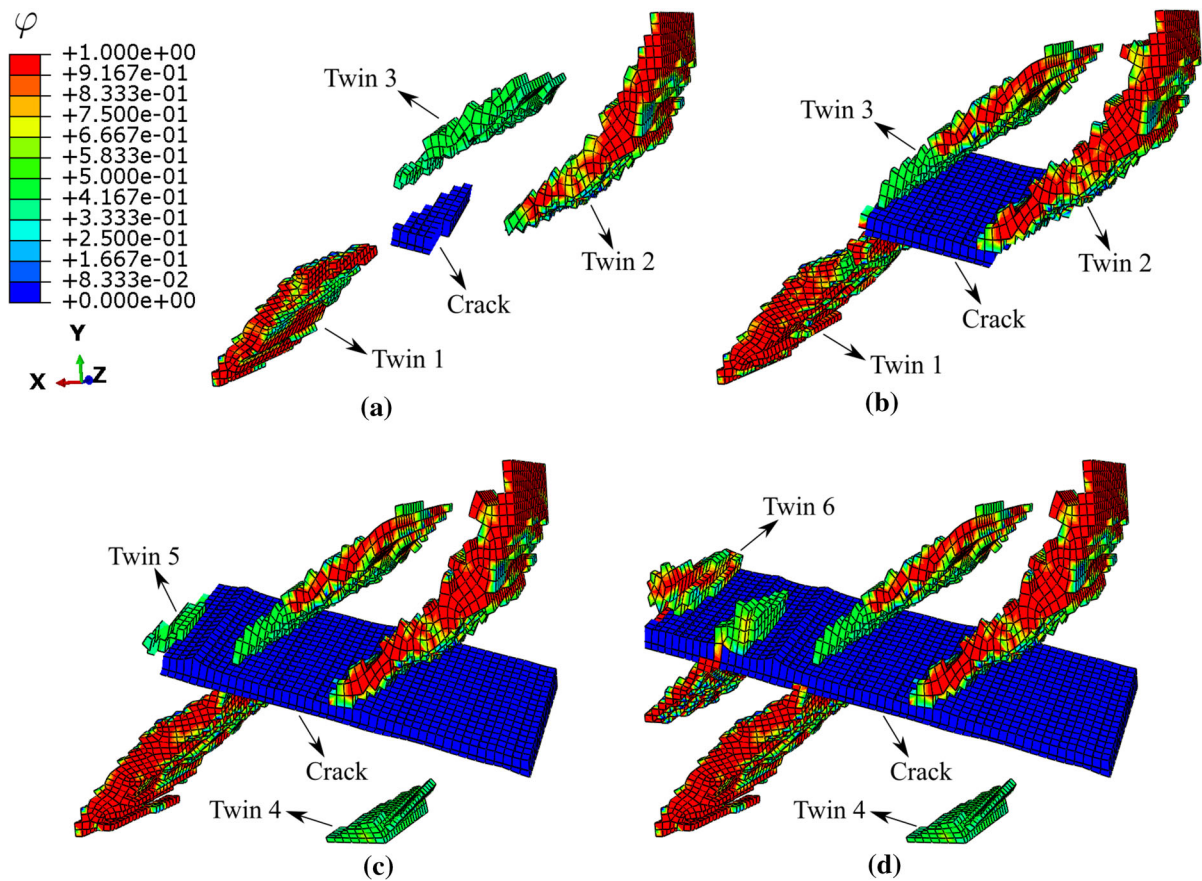 φ
+1.000e+00
+9.167e-01
+8.333e-01
+7.500e-01
+6.667e-01
+5.833e-01
+5.000e-01
+4.167e-01
+3.333e-01
+2.500e-01
+1.667e-01
+8.333e-02
+0.000e+00
Y
X
Z
Twin 3
Twin 2
Crack
Twin 1
(a)
Twin 3
Twin 2
Crack
Twin 1
(b)
Twin 5
Crack
Twin 4
(c)
Twin 6
Crack
Twin 4
(d)